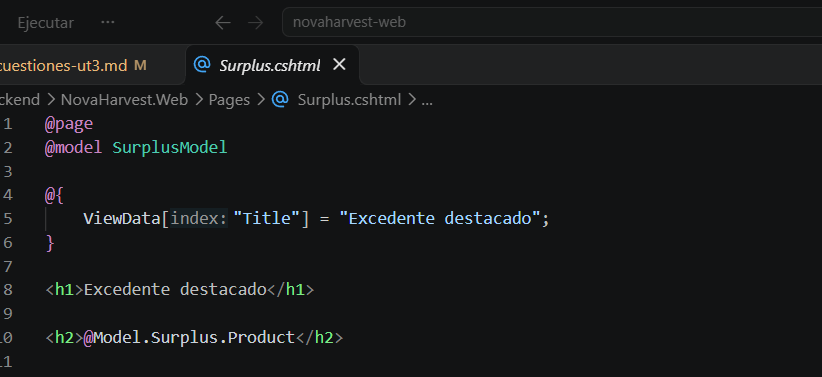 Ejecutar ··· ← → novaharvest-web
cuestiones-ut3.md M @ Surplus.cshtml ×
ckend > NovaHarvest.Web > Pages > @ Surplus.cshtml > ...
1 @page
2 @model SurplusModel
3
4 @{
5 ViewData[index: "Title"] = "Excedente destacado";
6 }
7
8 <h1>Excedente destacado</h1>
9
10 <h2>@Model.Surplus.Product</h2>
11